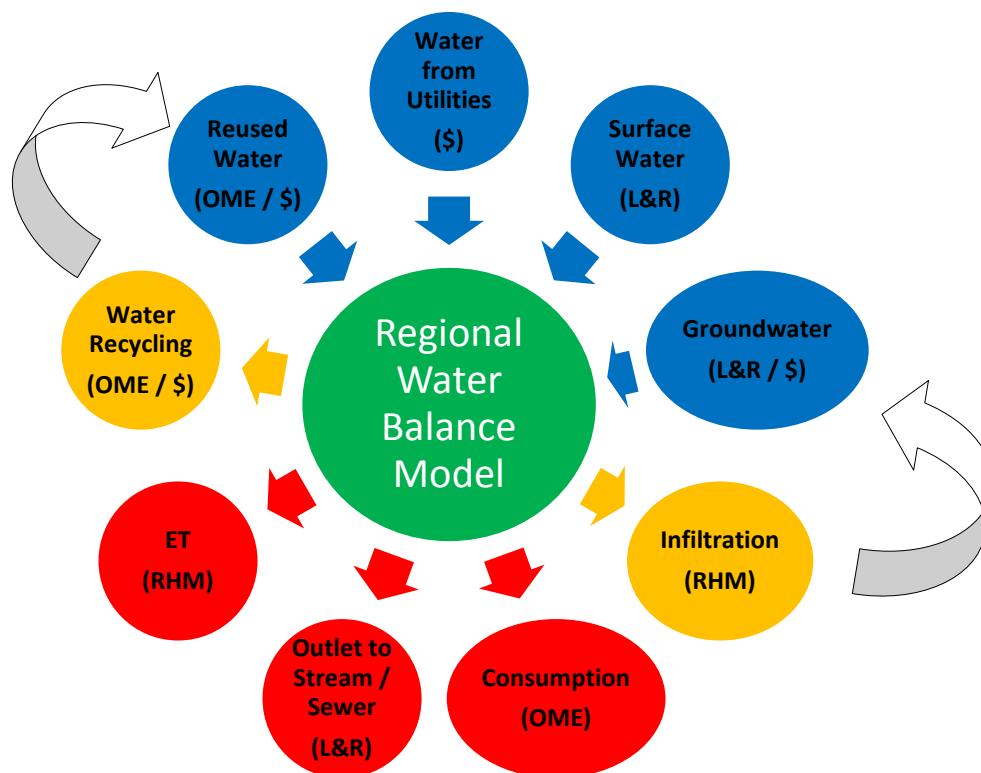 Water
from
Utilities
($)
Reused
Water
(OME / $)
Surface
Water
(L&R)
Water
Recycling
(OME / $)
Regional
Water
Balance
Model
Groundwater
(L&R / $)
ET
(RHM)
Infiltration
(RHM)
Outlet to
Stream /
Sewer
(L&R)
Consumption
(OME)